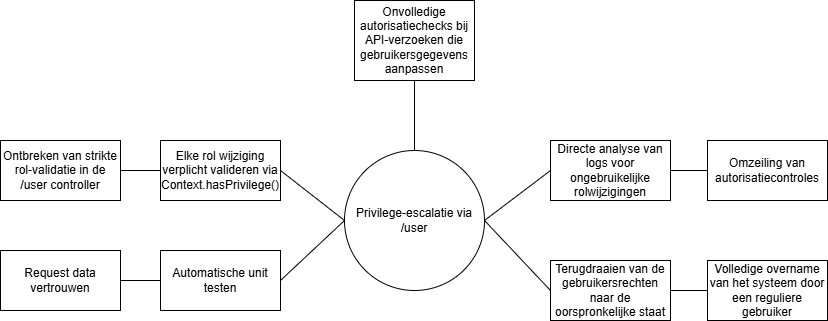 Onvolledige
autorisatiechecks bij
API-verzoeken die
gebruikersgegevens
aanpassen
Ontbreken van strikte
rol-validatie in de
/user controller
Elke rol wijziging
verplicht valideren via
Context.hasPrivilege()
Privilege-escalatie via
/user
Directe analyse van
logs voor
ongebruikelijke
rolwijzigingen
Omzeiling van
autorisatiecontroles
Request data
vertrouwen
Automatische unit
testen
Terugdraaien van de
gebruikersrechten
naar de
oorspronkelijke staat
Volledige overname
van het systeem door
een reguliere
gebruiker